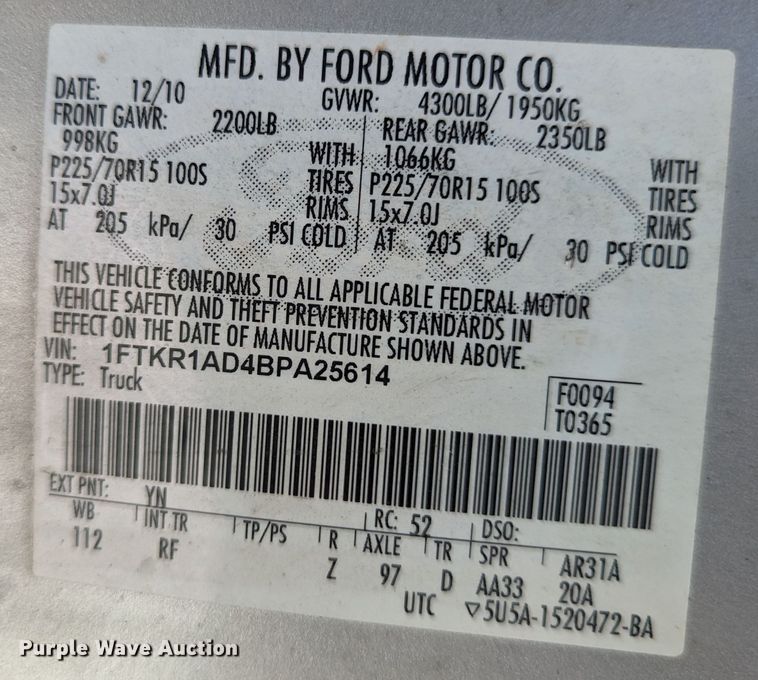 MFD. BY FORD MOTOR CO.
DATE: 12/10 GVWR: 4300LB/ 1950KG
FRONT GAWR: 2200LB REAR GAWR: 2350LB
998KG WITH 1066KG WITH
P225/70R15 100S TIRES P225/70R15 100S TIRES
15x7.0J RIMS 15x7.0J RIMS
AT 205 kPa/ 30 PSI COLD AT 205 kPa/ 30 PSI COLD
THIS VEHICLE CONFORMS TO ALL APPLICABLE FEDERAL MOTOR
VEHICLE SAFETY AND THEFT PREVENTION STANDARDS IN
EFFECT ON THE DATE OF MANUFACTURE SHOWN ABOVE.
VIN: 1FTKR1AD4BPA25614
TYPE: Truck
F0094
T0365
EXT PNT: YN RC: 52 DSO:
WB INT TR TP/PS R AXLE TR SPR AR31A
112 RF Z 97 D AA33 20A
UTC ▽5U5A-1520472-BA
Purple Wave Auction